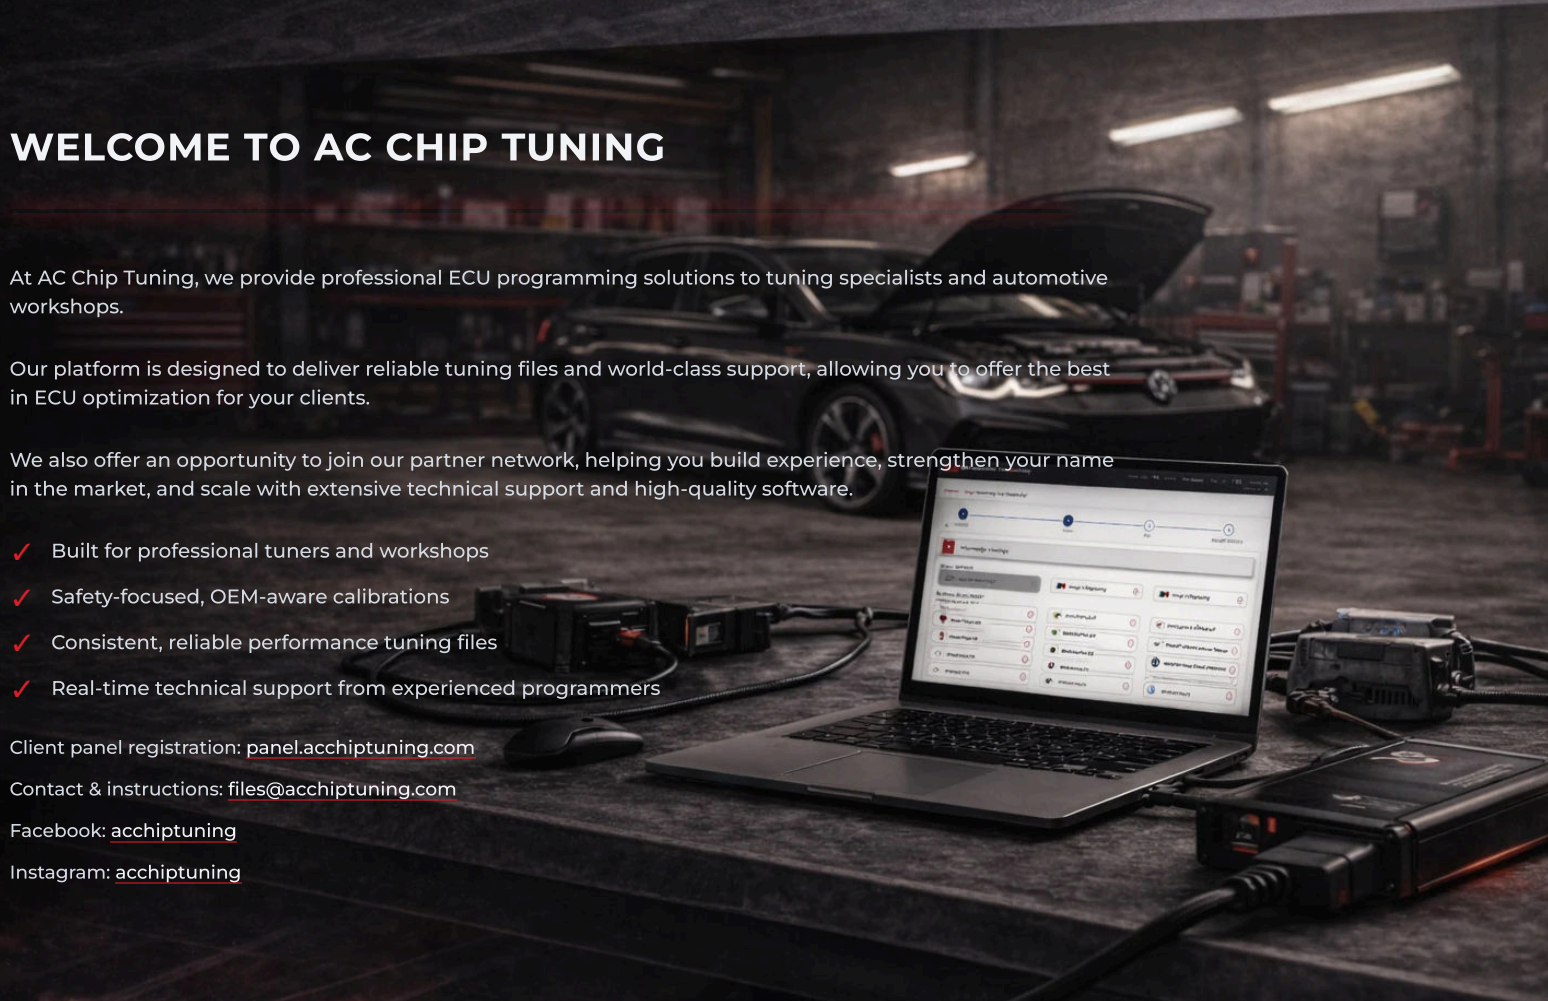 WELCOME TO AC CHIP TUNING
At AC Chip Tuning, we provide professional ECU programming solutions to tuning specialists and automotive
workshops.
Our platform is designed to deliver reliable tuning files and world-class support, allowing you to offer the best
in ECU optimization for your clients.
We also offer an opportunity to join our partner network, helping you build experience, strengthen your name
in the market, and scale with extensive technical support and high-quality software.
✓ Built for professional tuners and workshops
✓ Safety-focused, OEM-aware calibrations
✓ Consistent, reliable performance tuning files
✓ Real-time technical support from experienced programmers
Client panel registration: panel.acchiptuning.com
Contact & instructions: files@acchiptuning.com
Facebook: acchiptuning
Instagram: acchiptuning